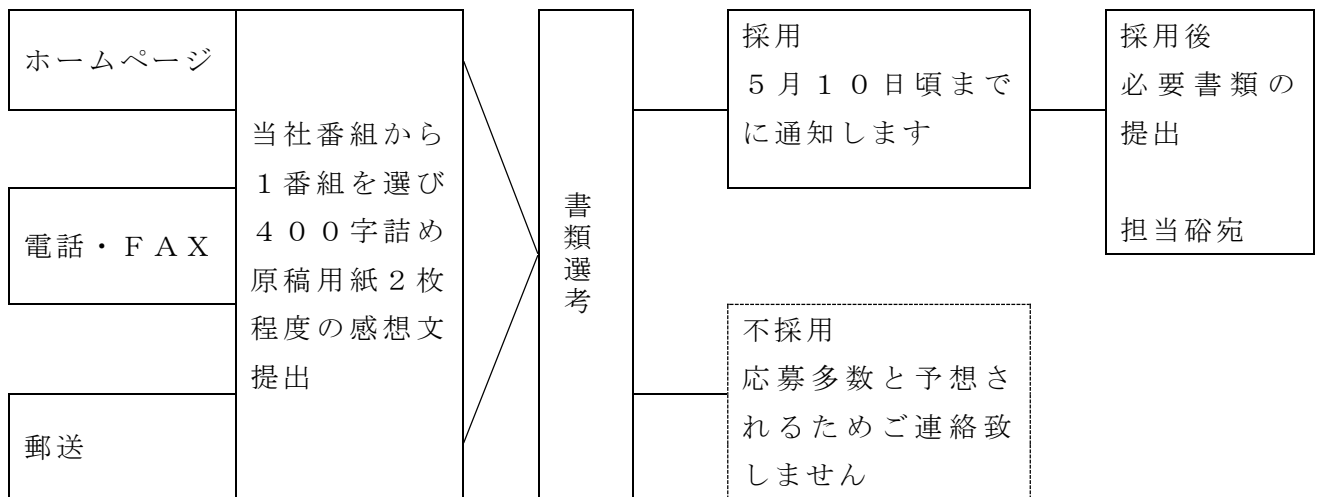 ホームページ
電話・ＦＡＸ
郵送
当社番組から
１番組を選び
４００字詰め
原稿用紙２枚
程度の感想文
提出
書類選考
採用
５月１０日頃まで
に通知します
不採用
応募多数と予想さ
れるためご連絡致
しません
採用後
必要書類の
提出
担当硲宛